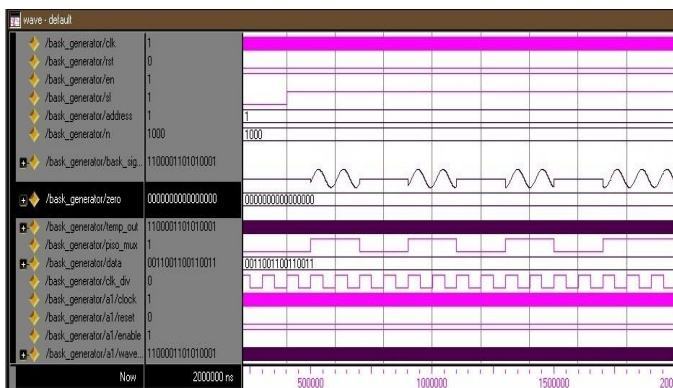 wave - default
/bask_generator/clk 1
/bask_generator/rst 0
/bask_generator/en 1
/bask_generator/sl 1
/bask_generator/address 1 1
/bask_generator/n 1000 1000
/bask_generator/bask_sig... 1100001101010001
/bask_generator/zero 0000000000000000 0000000000000000
/bask_generator/temp_out 1100001101010001
/bask_generator/piso_mux 1
/bask_generator/data 0011001100110011 0011001100110011
/bask_generator/clk_div 0
/bask_generator/a1/clock 1
/bask_generator/a1/reset 0
/bask_generator/a1/enable 1
/bask_generator/a1/wave... 1100001101010001
Now 2000000 ns 500000 1000000 1500000 200